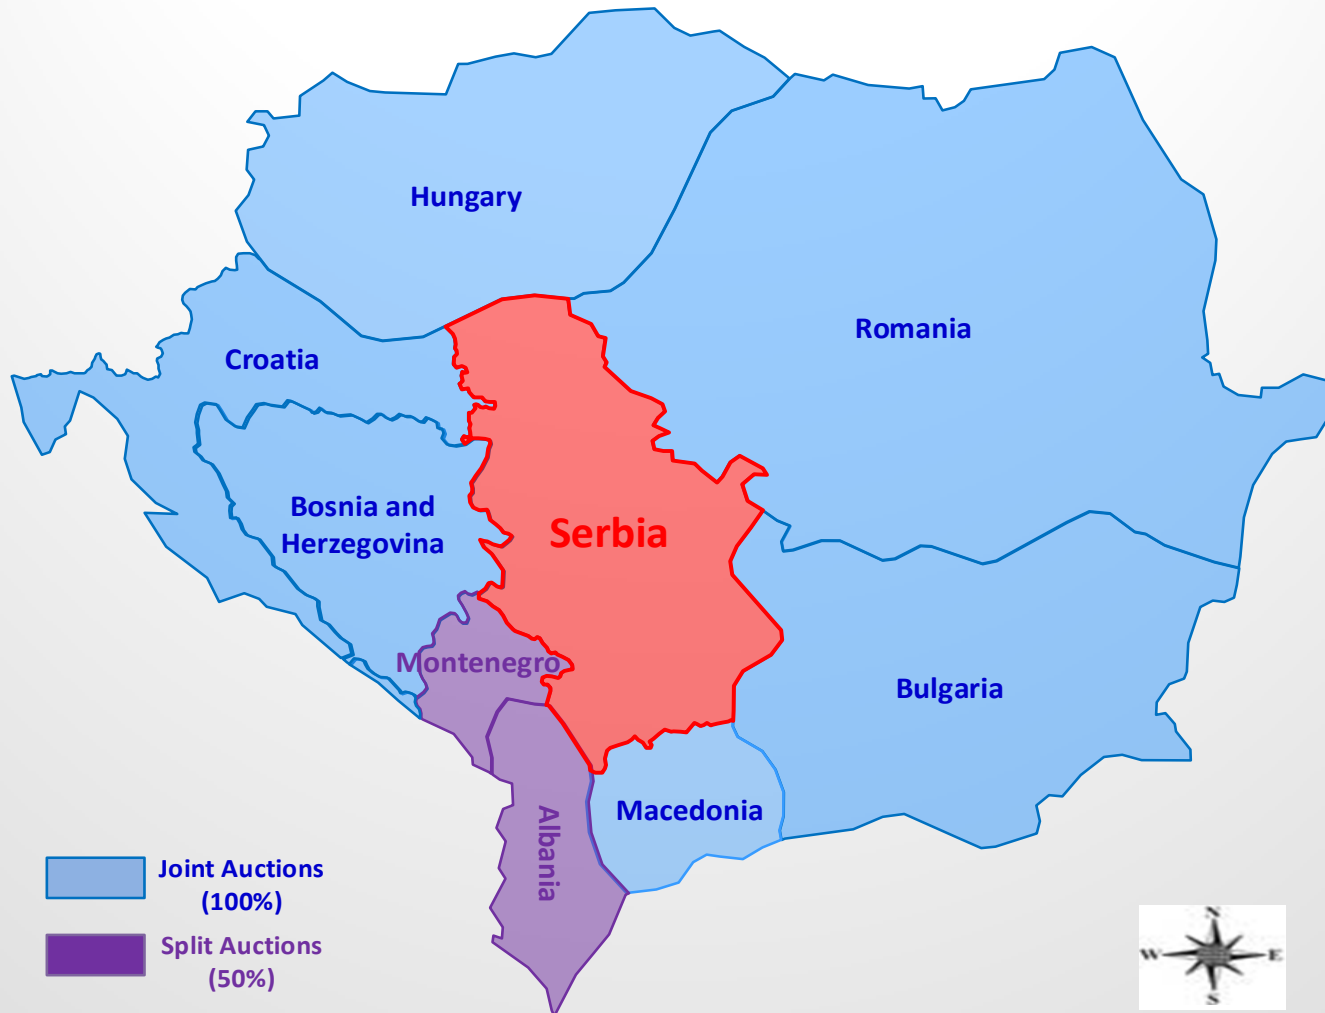 Hungary
Romania
Croatia
Bosnia and
Herzegovina
Serbia
Montenegro
Bulgaria
Macedonia
Albania
Joint Auctions
(100%)
Split Auctions
(50%)
N
W
E
S